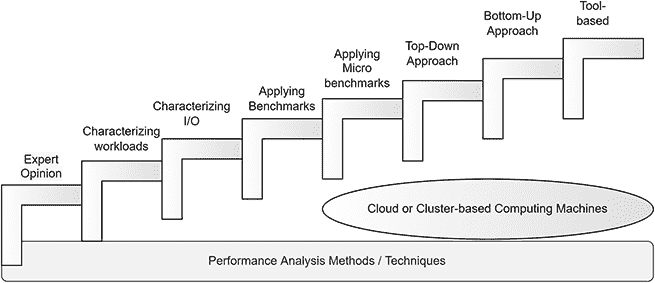 Expert
Opinion
Characterizing
workloads
Characterizing
I/O
Applying
Benchmarks
Applying
Micro
benchmarks
Top-Down
Approach
Bottom-Up
Approach
Tool-
based
Cloud or Cluster-based Computing Machines
Performance Analysis Methods / Techniques